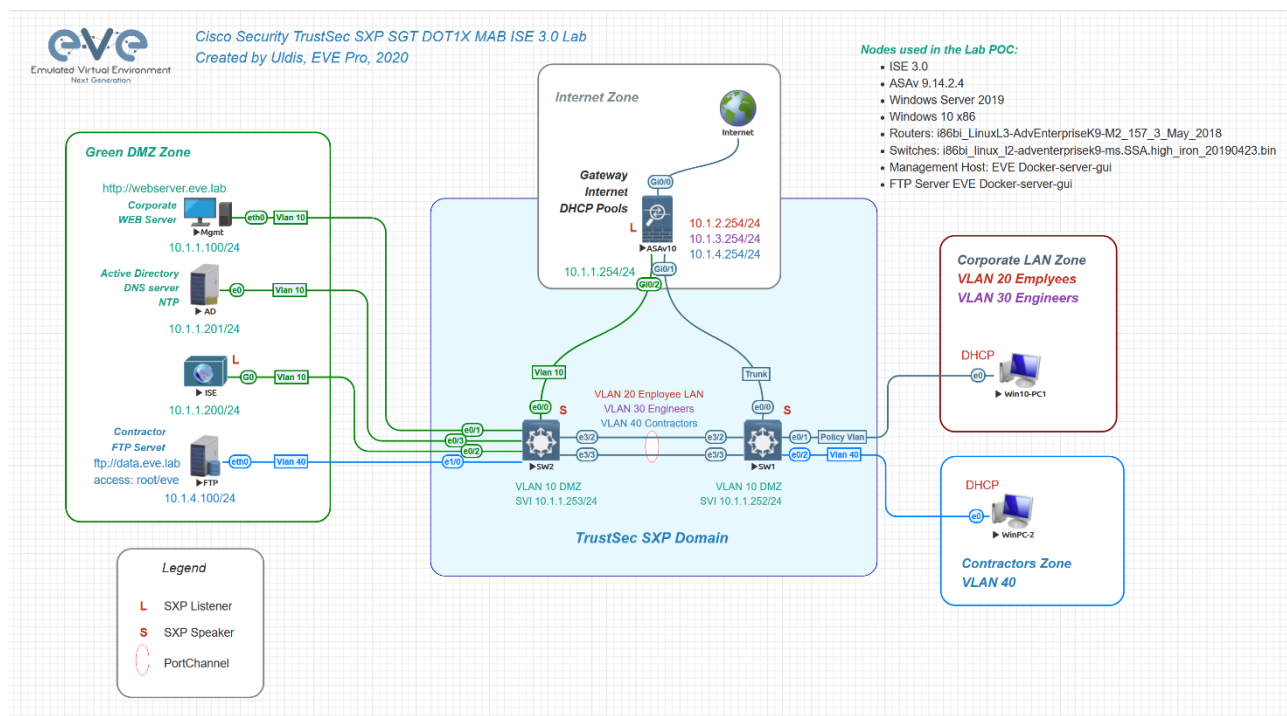 eve
Emulated Virtual Environment
Next Generation
Cisco Security TrustSec SXP SGT DOT1X MAB ISE 3.0 Lab
Created by Uldis, EVE Pro, 2020
Nodes used in the Lab POC:
• ISE 3.0
• ASAv 9.14.2.4
• Windows Server 2019
• Windows 10 x86
• Routers: i86bi_LinuxL3-AdvEnterpriseK9-M2_157_3_May_2018
• Switches: i86bi_linux_l2-adventerprisek9-ms.SSA.high_iron_20190423.bin
• Management Host: EVE Docker-server-gui
• FTP Server EVE Docker-server-gui
Internet Zone
Internet
Gateway
Internet
DHCP Pools
Gi0/0
L
ASAv10
10.1.2.254/24
10.1.3.254/24
10.1.4.254/24
10.1.1.254/24
Gi0/1
Gi0/2
Green DMZ Zone
http://webserver.eve.lab
Corporate
WEB Server
Mgmt
eth0
Vlan 10
10.1.1.100/24
Active Directory
DNS server
NTP
AD
e0
Vlan 10
10.1.1.201/24
L
ISE
G0
Vlan 10
10.1.1.200/24
Contractor
FTP Servet
ftp://data.eve.lab
access: root/eve
FTP
eth0
Vlan 40
10.1.4.100/24
Vlan 10
Trunk
e0/0
S
e0/0
S
VLAN 20 Enployee LAN
VLAN 30 Engineers
VLAN 40 Contractors
e0/1
e0/3
e0/2
e1/0
SW2
e3/2
e3/3
e3/2
e3/3
SW1
e0/1
Policy Vlan
e0/2
Vlan 40
VLAN 10 DMZ
SVI 10.1.1.253/24
VLAN 10 DMZ
SVI 10.1.1.252/24
TrustSec SXP Domain
Corporate LAN Zone
VLAN 20 Emplyees
VLAN 30 Engineers
DHCP
e0
Win10-PC1
DHCP
e0
WinPC-2
Contractors Zone
VLAN 40
Legend
L SXP Listener
S SXP Speaker
PortChannel